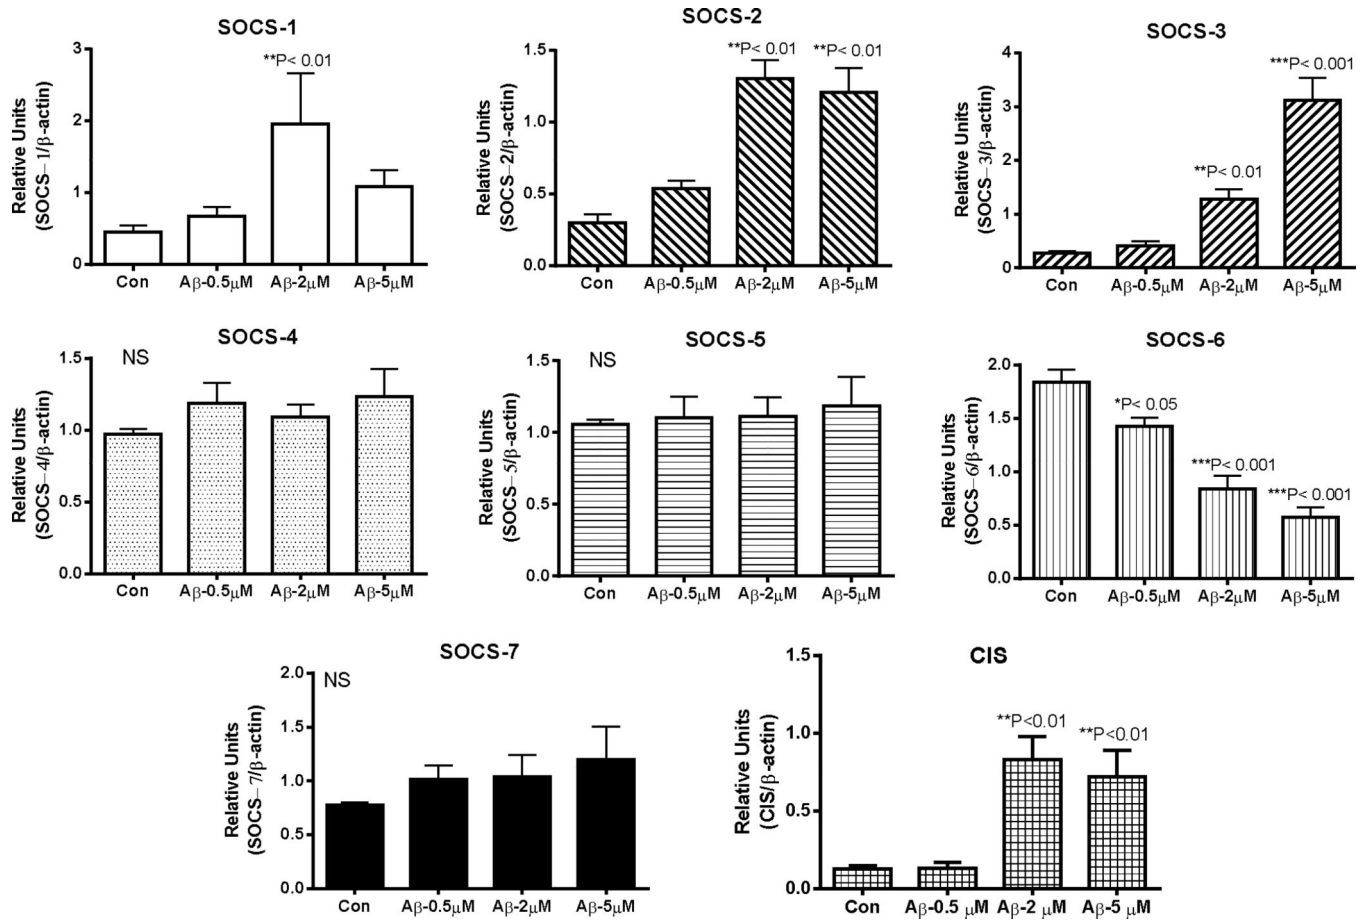 SOCS-1
Relative Units
(SOCS-1/β-actin)
3
2
1
0
**P< 0.01
Con
Aβ-0.5μM
Aβ-2μM
Aβ-5μM
SOCS-2
Relative Units
(SOCS-2/β-actin)
1.5
1.0
0.5
0.0
**P< 0.01
**P< 0.01
Con
Aβ-0.5μM
Aβ-2μM
Aβ-5μM
SOCS-3
Relative Units
(SOCS-3/β-actin)
4
3
2
1
0
**P< 0.01
***P< 0.001
Con
Aβ-0.5μM
Aβ-2μM
Aβ-5μM
SOCS-4
Relative Units
(SOCS-4/β-actin)
1.5
1.0
0.5
0.0
NS
Con
Aβ-0.5μM
Aβ-2μM
Aβ-5μM
SOCS-5
Relative Units
(SOCS-5/β-actin)
1.5
1.0
0.5
0.0
NS
Con
Aβ-0.5μM
Aβ-2μM
Aβ-5μM
SOCS-6
Relative Units
(SOCS-6/β-actin)
2.0
1.5
1.0
0.5
0.0
*P< 0.05
***P< 0.001
***P< 0.001
Con
Aβ-0.5μM
Aβ-2μM
Aβ-5μM
SOCS-7
Relative Units
(SOCS-7/β-actin)
2.0
1.5
1.0
0.5
0.0
NS
Con
Aβ-0.5μM
Aβ-2μM
Aβ-5μM
CIS
Relative Units
(CIS/β-actin)
1.5
1.0
0.5
0.0
**P<0.01
**P<0.01
Con
Aβ-0.5 μM
Aβ-2 μM
Aβ-5 μM